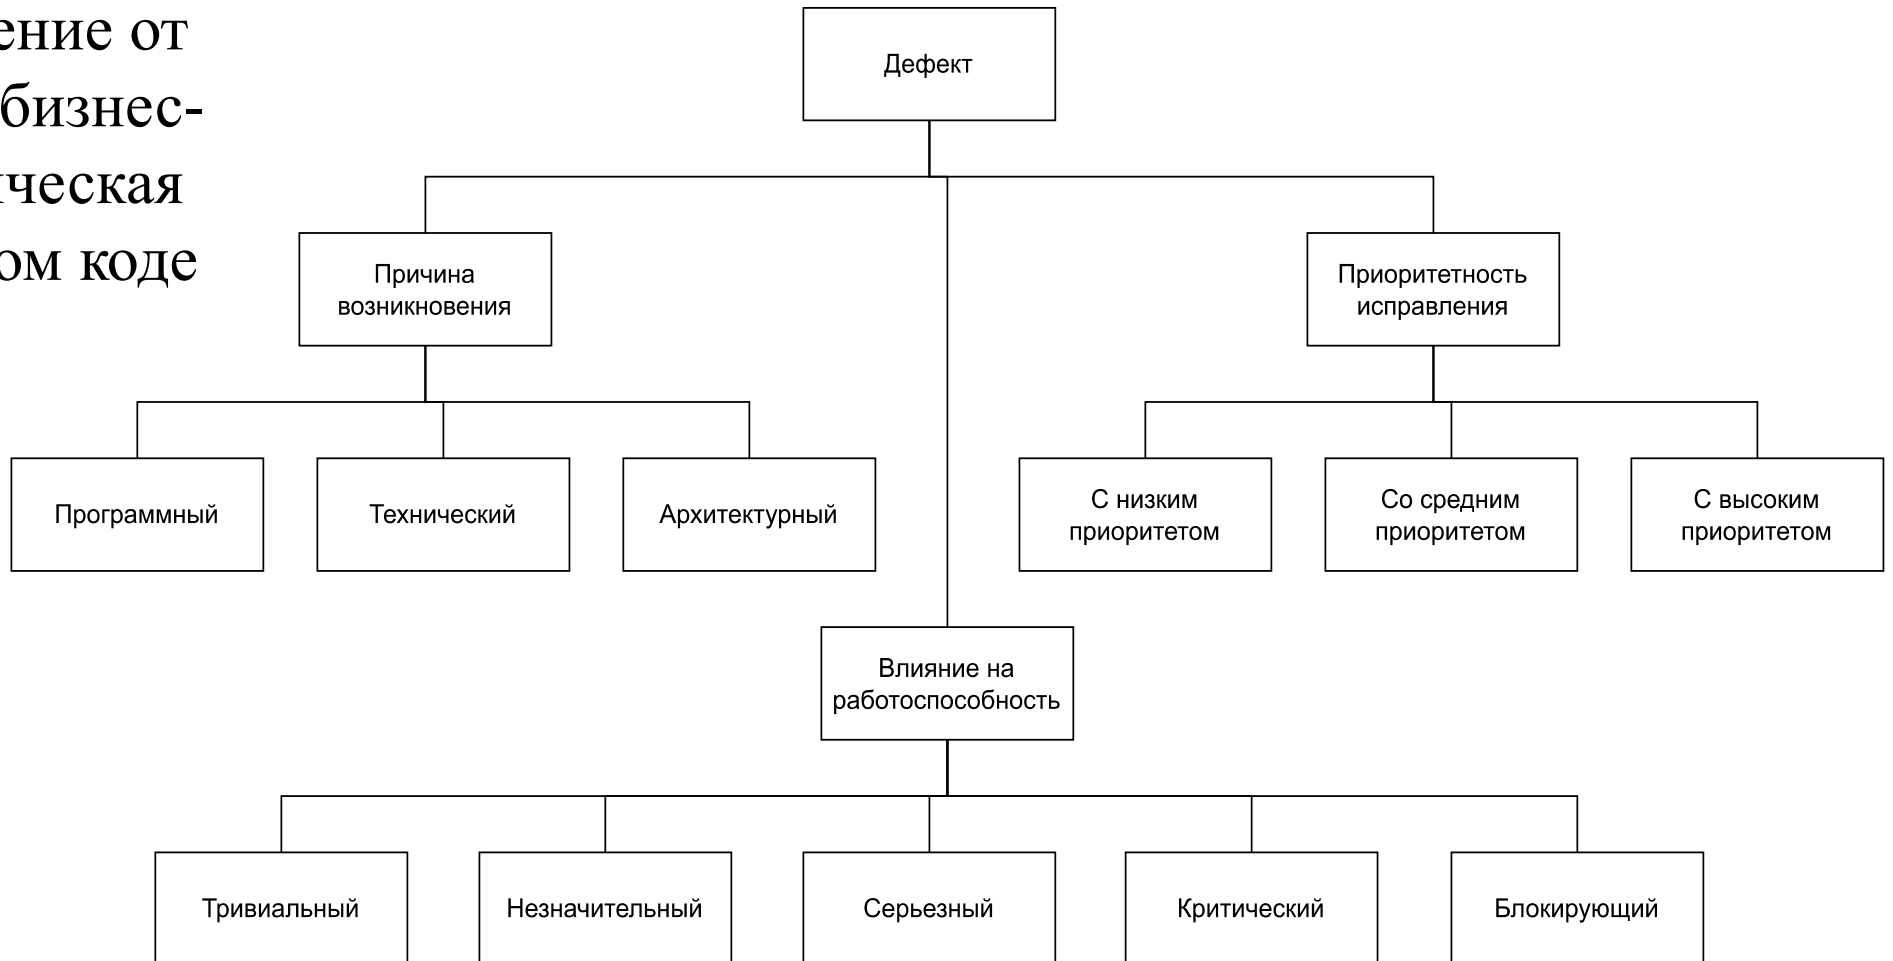 ение от
бизнес-
ческая
ом коде
Дефект
Причина
возникновения
Приоритетность
исправления
Программный
Технический
Архитектурный
С низким
приоритетом
Со средним
приоритетом
С высоким
приоритетом
Влияние на
работоспособность
Тривиальный
Незначительный
Серьезный
Критический
Блокирующий